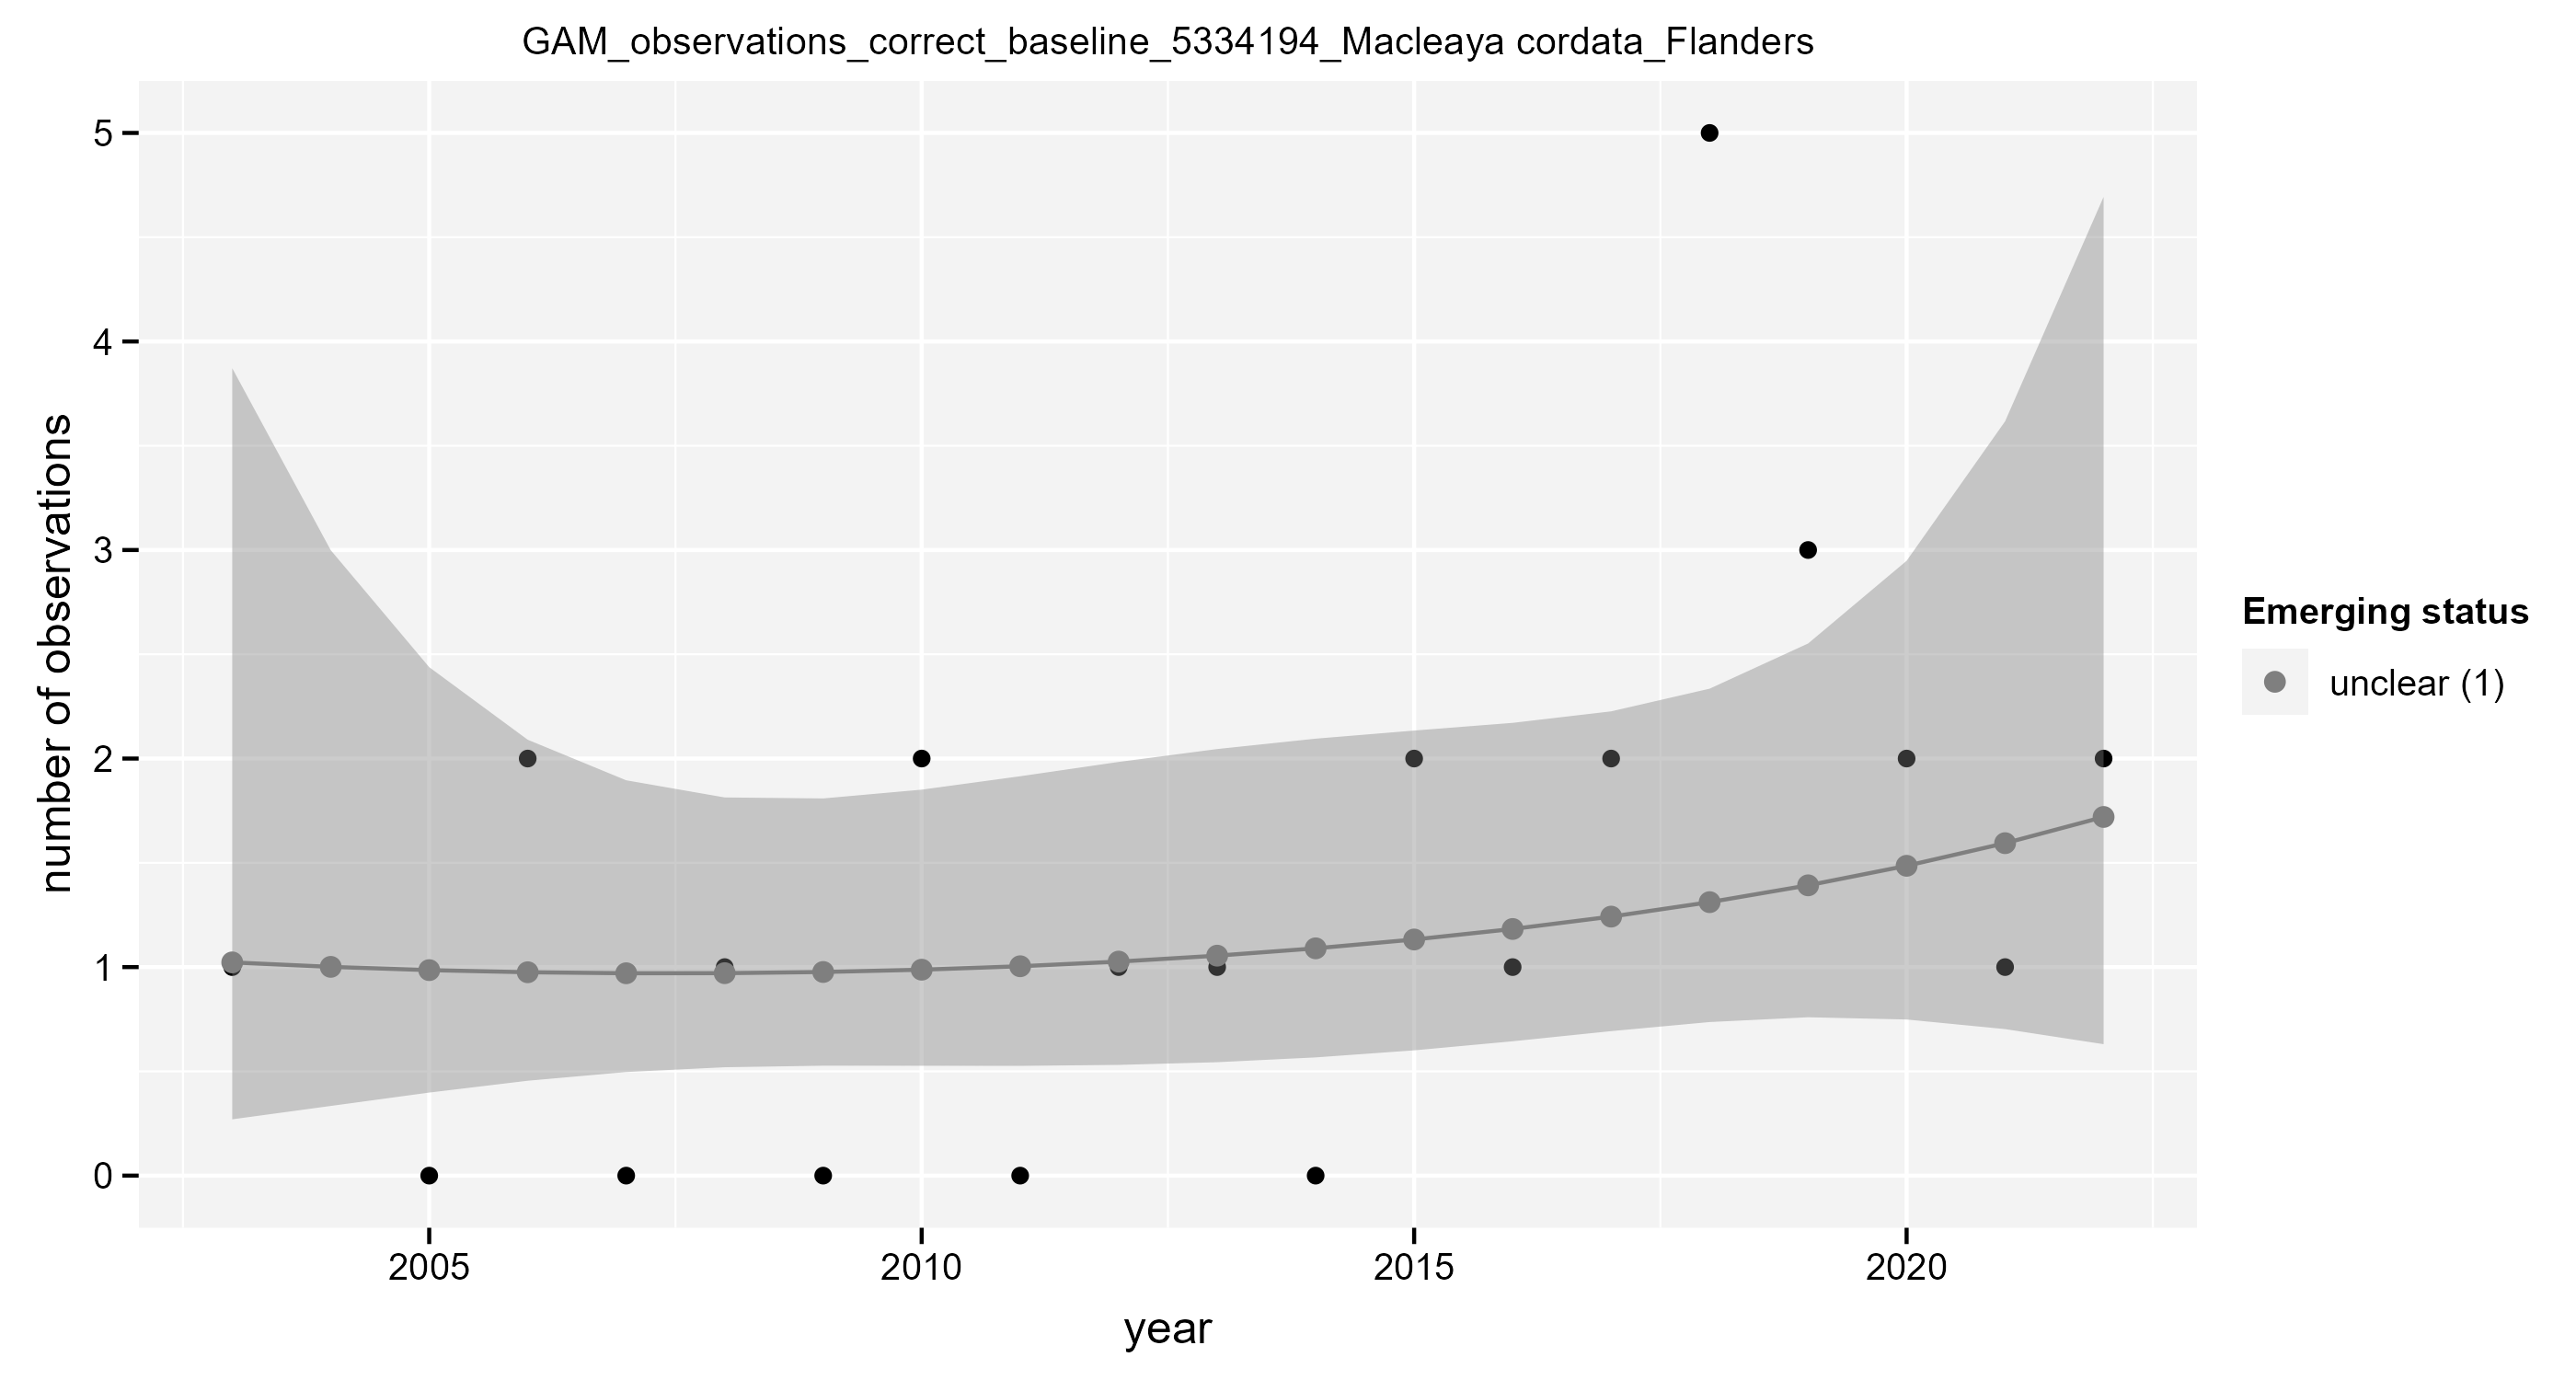 GAM_observations_correct_baseline_5334194_Macleaya cordata_Flanders
5
4
3
2
1
0
number of observations
2005
2010
2015
2020
year
Emerging status
unclear (1)